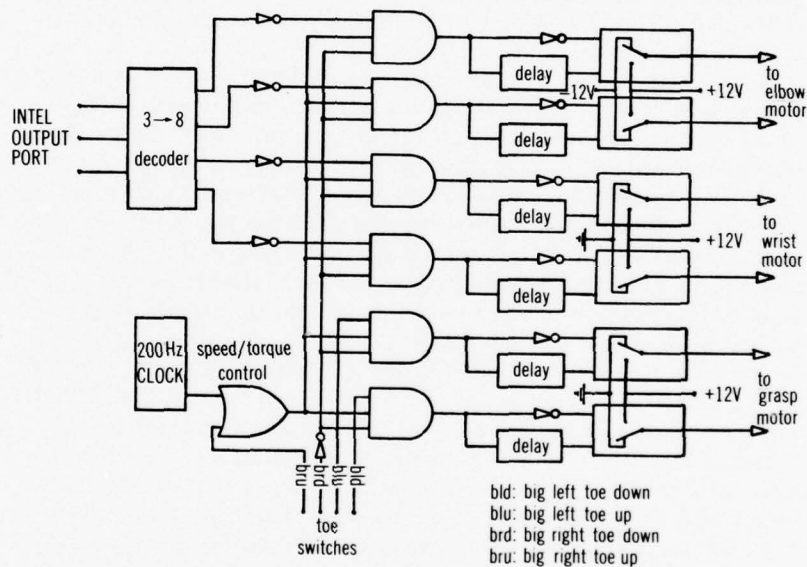 INTEL
OUTPUT
PORT
3→8
decoder
delay
delay
delay
delay
delay
delay
−12V
+12V
to
elbow
motor
+12V
to
wrist
motor
+12V
to
grasp
motor
200Hz
CLOCK
speed/torque
control
bru
brd
blu
bld
toe
switches
bld: big left toe down
blu: big left toe up
brd: big right toe down
bru: big right toe up